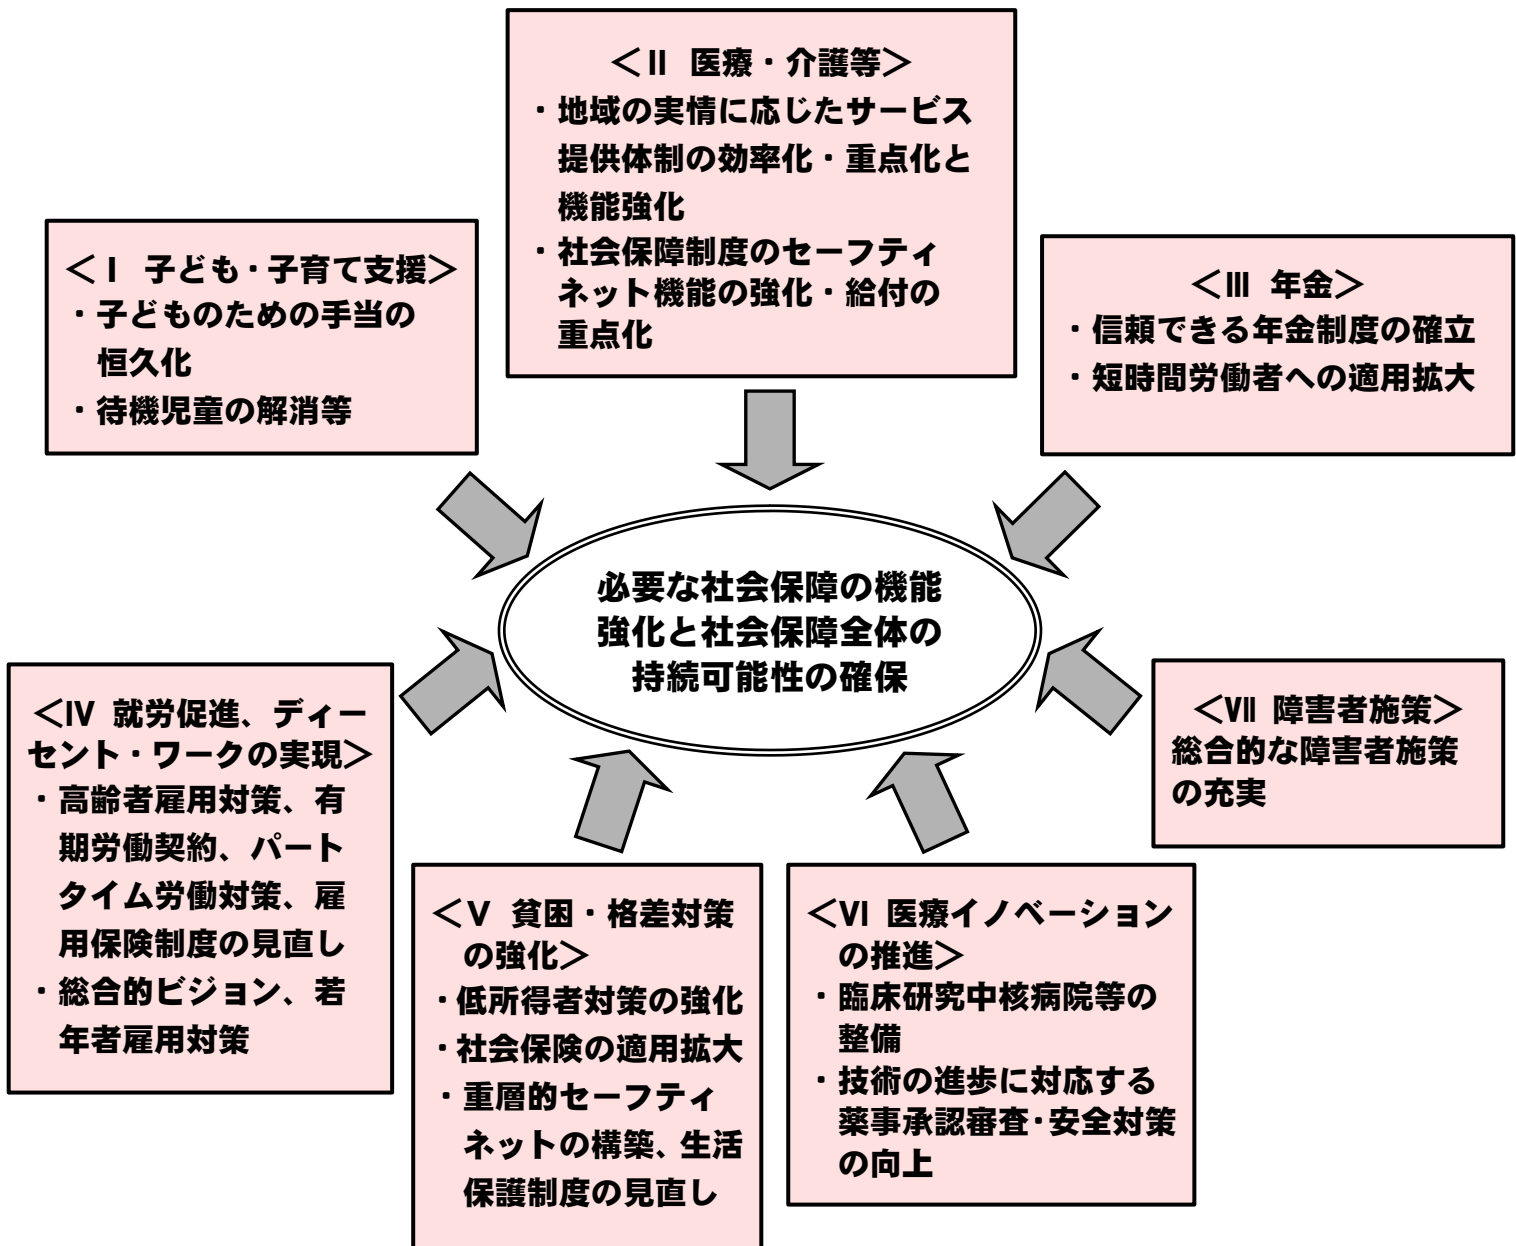 ＜Ⅰ 子ども・子育て支援＞
・子どものための手当の
恒久化
・待機児童の解消等
＜Ⅱ 医療・介護等＞
・地域の実情に応じたサービス
提供体制の効率化・重点化と
機能強化
・社会保障制度のセーフティ
ネット機能の強化・給付の
重点化
＜Ⅲ 年金＞
・信頼できる年金制度の確立
・短時間労働者への適用拡大
必要な社会保障の機能
強化と社会保障全体の
持続可能性の確保
＜Ⅳ 就労促進、ディー
セント・ワークの実現＞
・高齢者雇用対策、有
期労働契約、パート
タイム労働対策、雇
用保険制度の見直し
・総合的ビジョン、若
年者雇用対策
＜Ⅴ 貧困・格差対策
の強化＞
・低所得者対策の強化
・社会保険の適用拡大
・重層的セーフティ
ネットの構築、生活
保護制度の見直し
＜Ⅵ 医療イノベーション
の推進＞
・臨床研究中核病院等の
整備
・技術の進歩に対応する
薬事承認審査・安全対策
の向上
＜Ⅶ 障害者施策＞
総合的な障害者施策
の充実